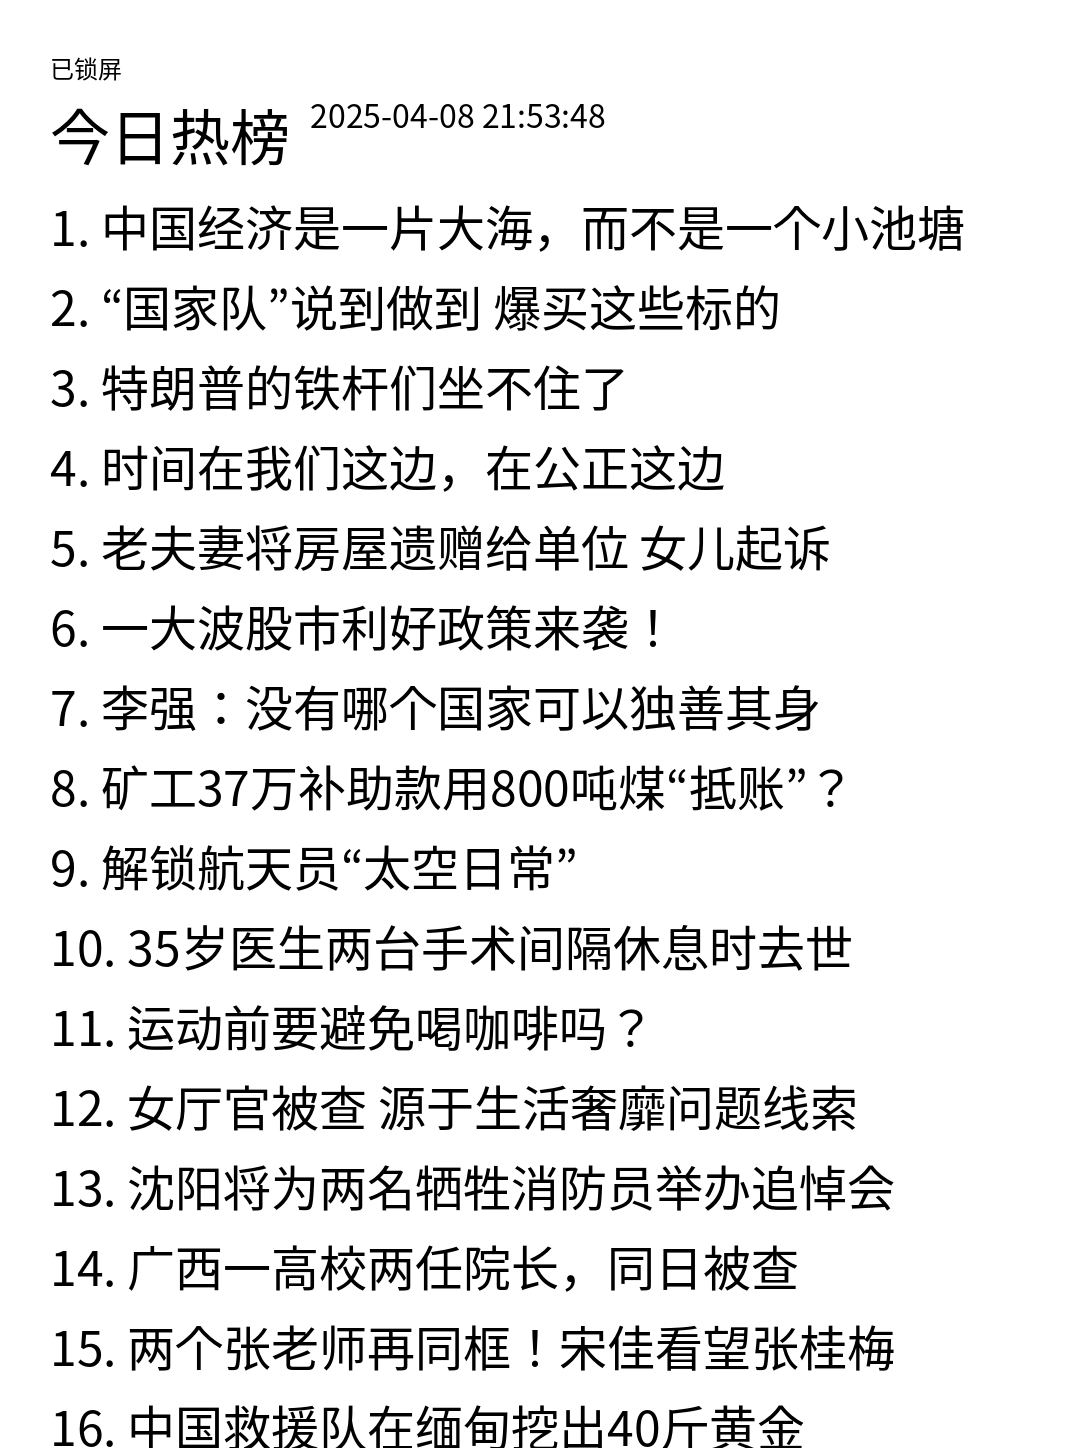 已锁屏
今日热榜 2025-04-08 21:53:48
1. 中国经济是一片大海，而不是一个小池塘
2. “国家队”说到做到 爆买这些标的
3. 特朗普的铁杆们坐不住了
4. 时间在我们这边，在公正这边
5. 老夫妻将房屋遗赠给单位 女儿起诉
6. 一大波股市利好政策来袭！
7. 李强：没有哪个国家可以独善其身
8. 矿工37万补助款用800吨煤“抵账”？
9. 解锁航天员“太空日常”
10. 35岁医生两台手术间隔休息时去世
11. 运动前要避免喝咖啡吗？
12. 女厅官被查 源于生活奢靡问题线索
13. 沈阳将为两名牺牲消防员举办追悼会
14. 广西一高校两任院长，同日被查
15. 两个张老师再同框！宋佳看望张桂梅
16. 中国救援队在缅甸挖出40斤黄金